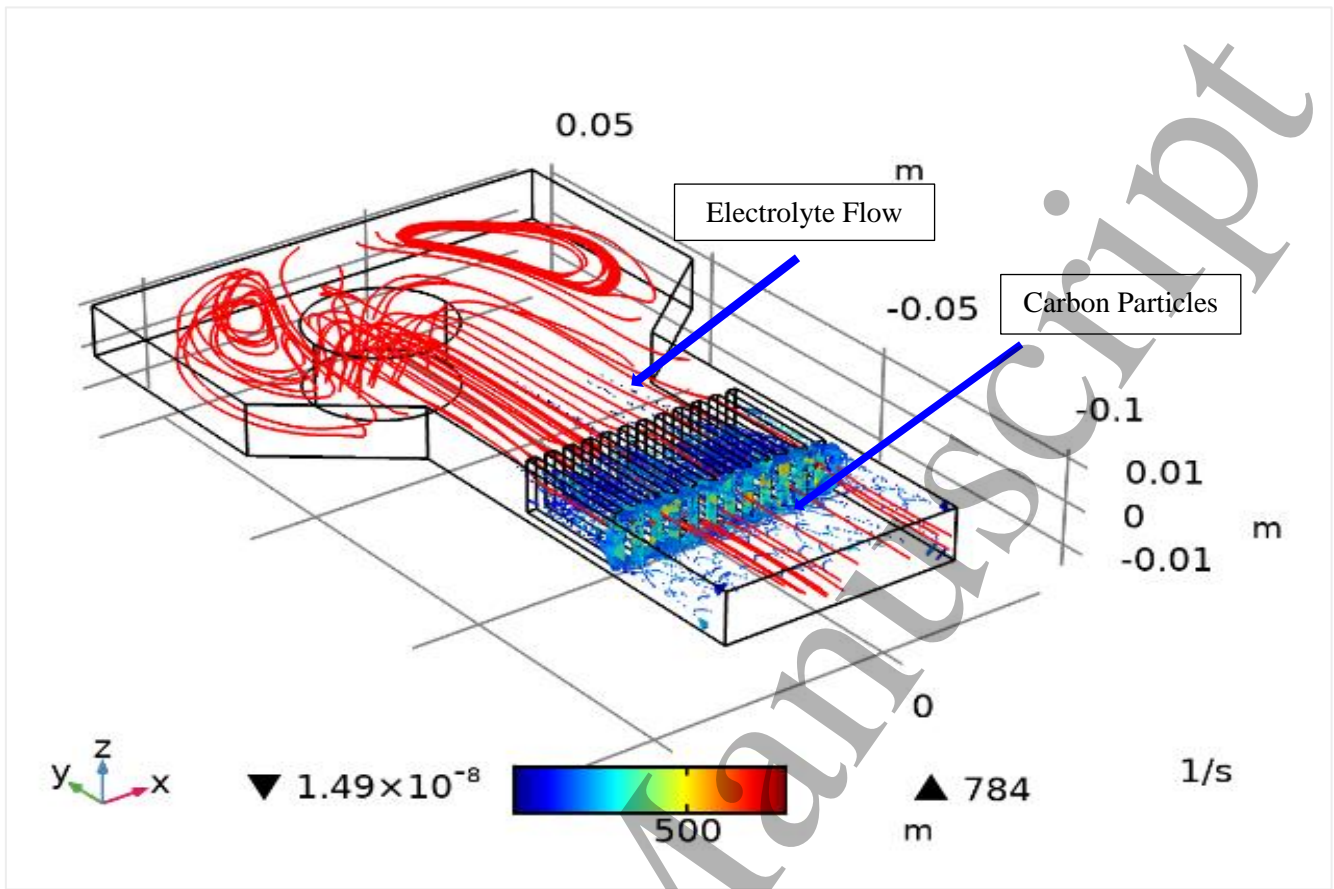 0.05
m
Electrolyte Flow
-0.05
Carbon Particles
-0.1
0.01
0
m
-0.01
0
z
y
x
▼ 1.49×10⁻⁸
500
▲ 784
m
1/s
Manuscript